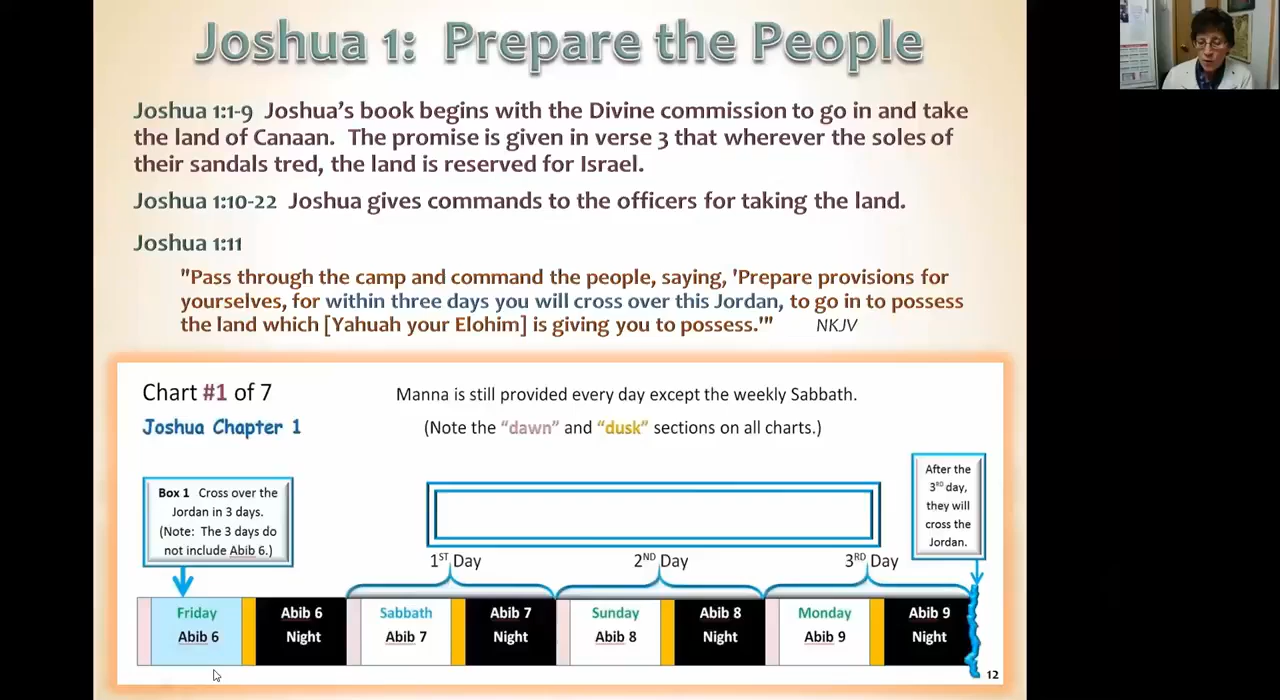 Joshua 1: Prepare the People
Joshua 1:1-9 Joshua's book begins with the Divine commission to go in and take
the land of Canaan. The promise is given in verse 3 that wherever the soles of
their sandals tred, the land is reserved for Israel.
Joshua 1:10-22 Joshua gives commands to the officers for taking the land.
Joshua 1:11
"Pass through the camp and command the people, saying, 'Prepare provisions for
yourselves, for within three days you will cross over this Jordan, to go in to possess
the land which [Yahuah your Elohim] is giving you to possess.'" NKJV
Chart #1 of 7
Manna is still provided every day except the weekly Sabbath.
Joshua Chapter 1
(Note the "dawn" and "dusk" sections on all charts.)
Box 1 Cross over the
Jordan in 3 days.
(Note: The 3 days do
not include Abib 6.)
After the
3RD day,
they will
cross the
Jordan.
1ST Day
2ND Day
3RD Day
Friday
Abib 6
Abib 6
Night
Sabbath
Abib 7
Abib 7
Night
Sunday
Abib 8
Abib 8
Night
Monday
Abib 9
Abib 9
Night
12